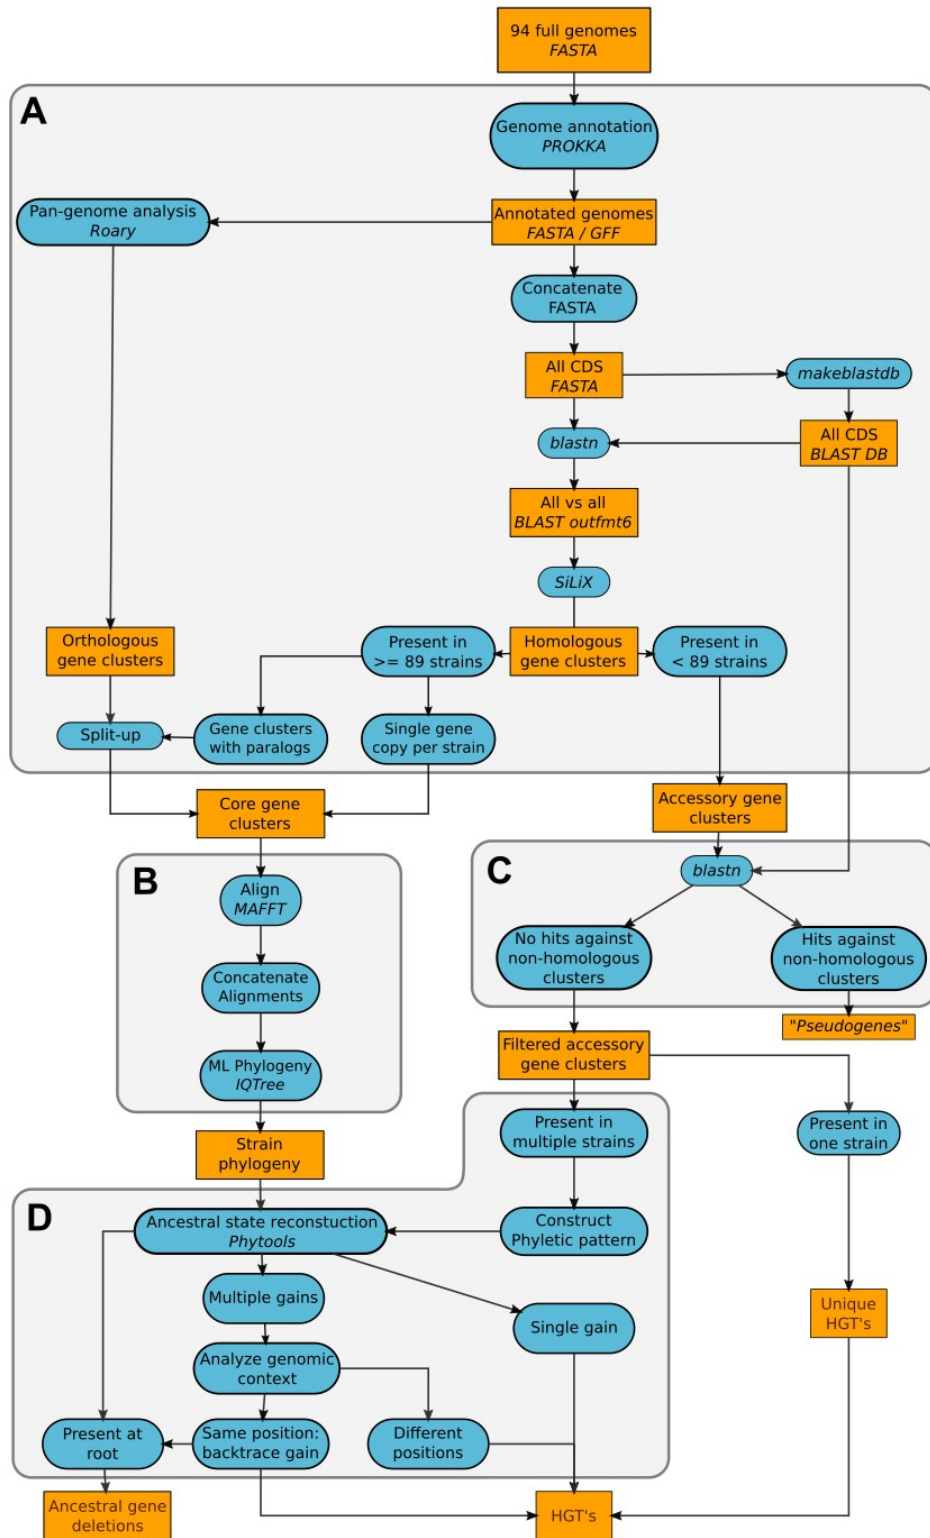 94 full genomes
FASTA
A
Genome annotation
PROKKA
Pan-genome analysis
Roary
Annotated genomes
FASTA / GFF
Concatenate
FASTA
All CDS
FASTA
makeblastdb
blastn
All CDS
BLAST DB
All vs all
BLAST outfmt6
SiLiX
Orthologous
gene clusters
Present in
>= 89 strains
Homologous
gene clusters
Present in
< 89 strains
Split-up
Gene clusters
with paralogs
Single gene
copy per strain
Core gene
clusters
Accessory gene
clusters
B
Align
MAFFT
Concatenate
Alignments
ML Phylogeny
IQTree
C
blastn
No hits against
non-homologous
clusters
Hits against
non-homologous
clusters
"Pseudogenes"
Filtered accessory
gene clusters
Strain
phylogeny
Present in
multiple strains
Present in
one strain
D
Ancestral state reconstuction
Phytools
Construct
Phyletic pattern
Multiple gains
Single gain
Unique
HGT's
Analyze genomic
context
Present at
root
Same position:
backtrace gain
Different
positions
Ancestral gene
deletions
HGT's